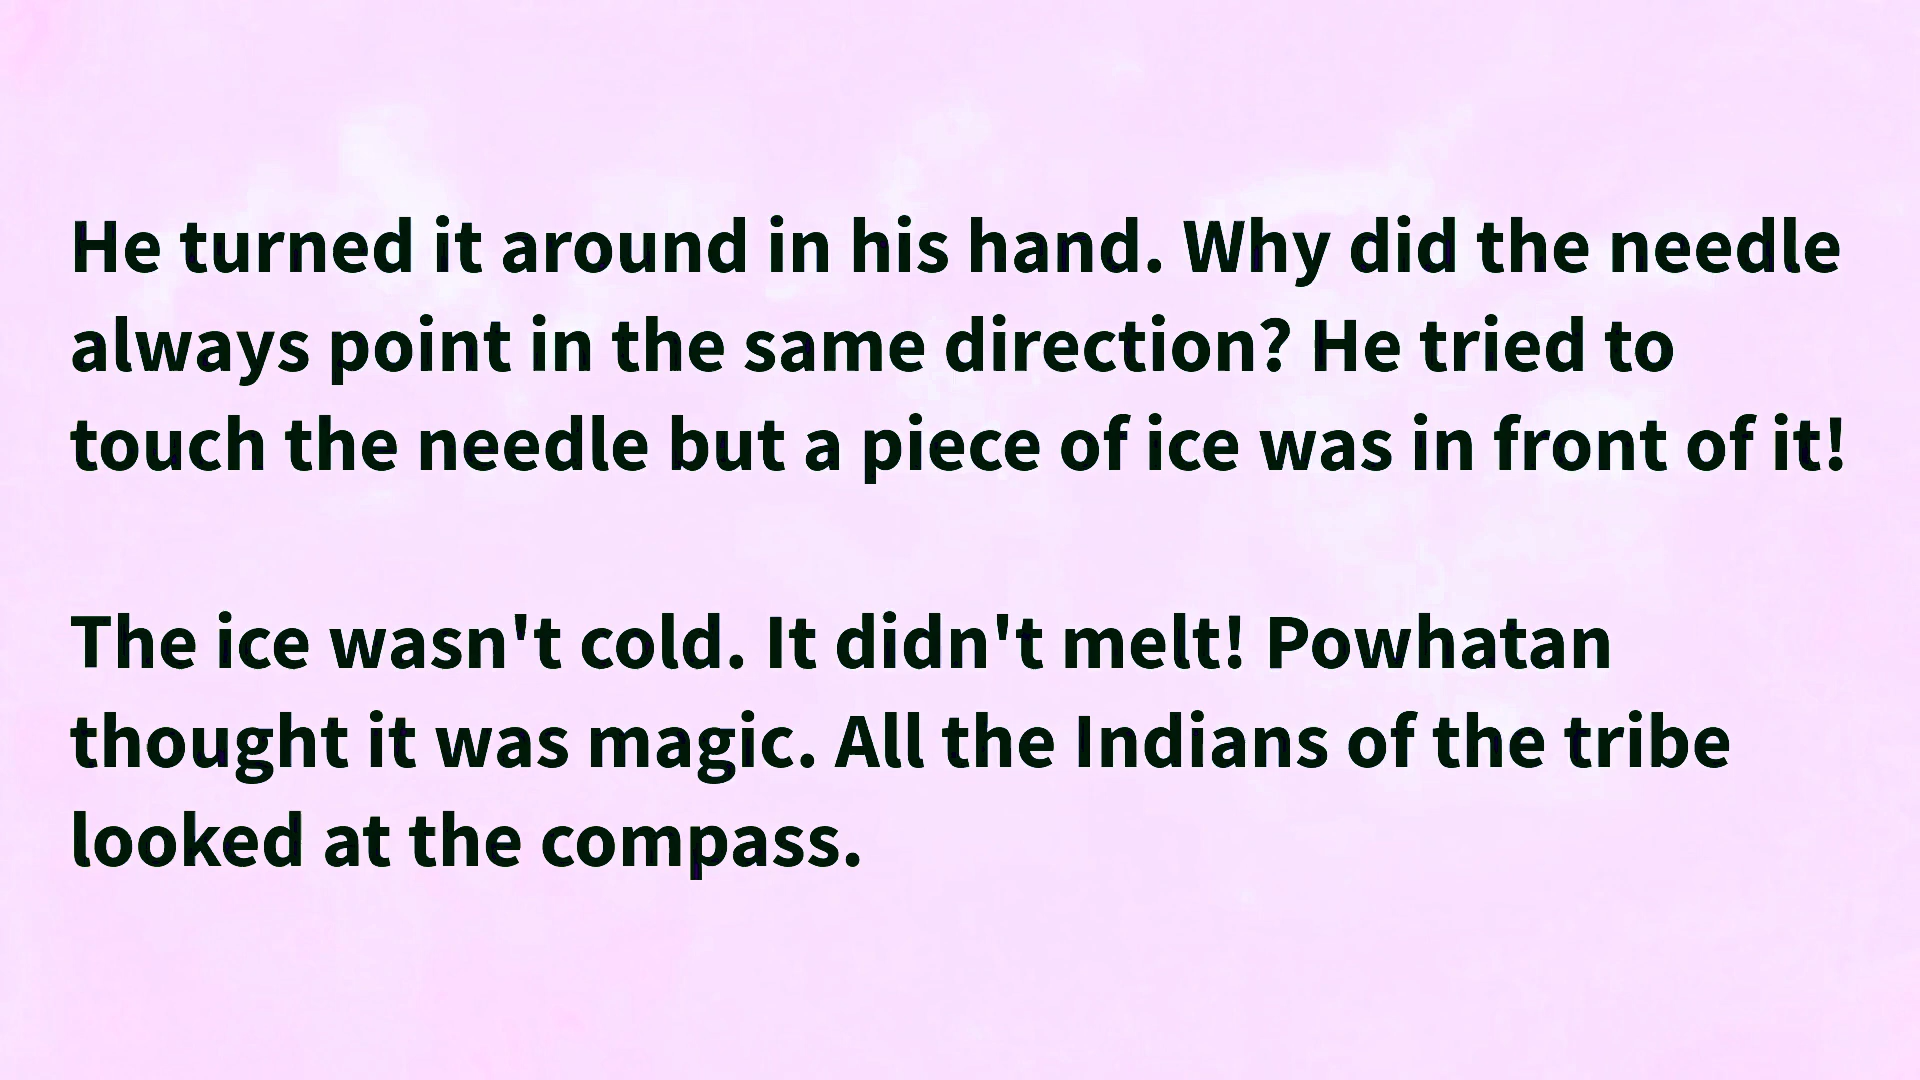 He turned it around in his hand. Why did the needle
always point in the same direction? He tried to
touch the needle but a piece of ice was in front of it!
The ice wasn't cold. It didn't melt! Powhatan
thought it was magic. All the Indians of the tribe
looked at the compass.